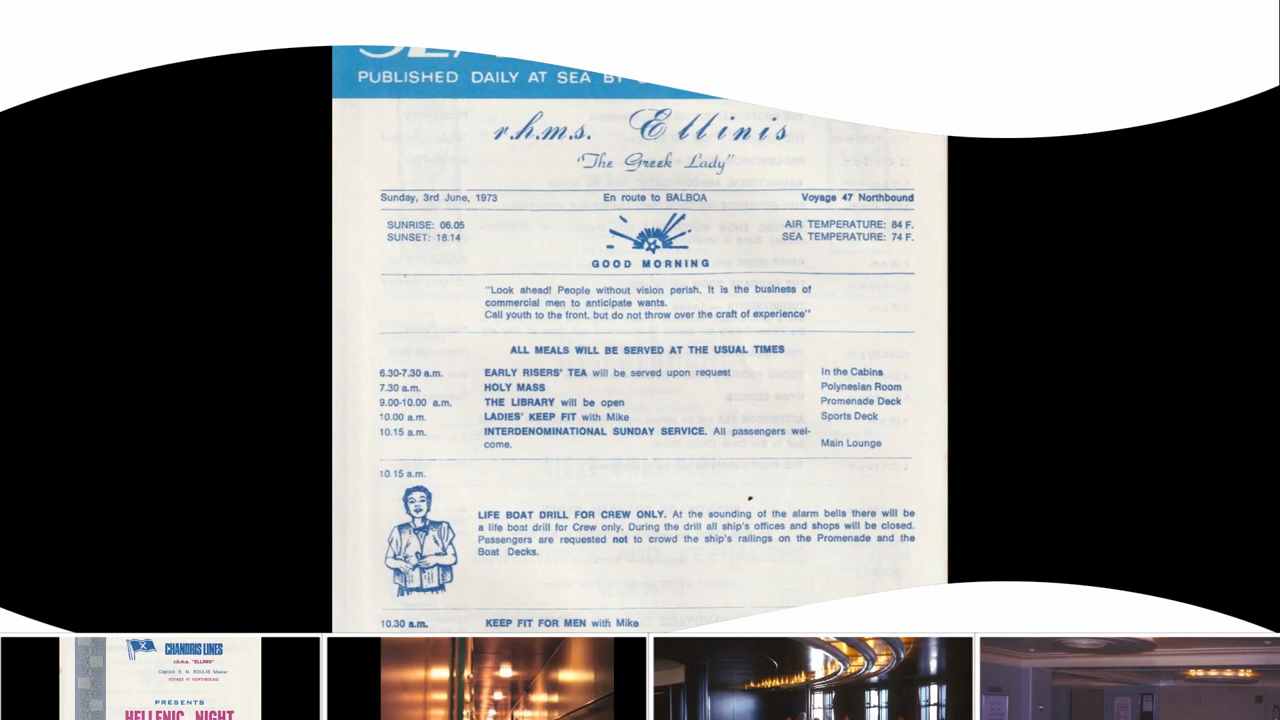 PUBLISHED DAILY AT SEA BY
r.h.m.s. Ellinis
"The Greek Lady"
Sunday, 3rd June, 1973 En route to BALBOA Voyage 47 Northbound
SUNRISE: 06.05 AIR TEMPERATURE: 84 F.
SUNSET: 18.14 SEA TEMPERATURE: 74 F.
GOOD MORNING
"Look ahead! People without vision perish. It is the business of
commercial men to anticipate wants.
Call youth to the front, but do not throw over the craft of experience"
ALL MEALS WILL BE SERVED AT THE USUAL TIMES
6.30-7.30 a.m. EARLY RISERS' TEA will be served upon request In the Cabins
7.30 a.m. HOLY MASS Polynesian Room
9.00-10.00 a.m. THE LIBRARY will be open Promenade Deck
10.00 a.m. LADIES' KEEP FIT with Mike Sports Deck
10.15 a.m. INTERDENOMINATIONAL SUNDAY SERVICE. All passengers wel-
come. Main Lounge
10.15 a.m.
LIFE BOAT DRILL FOR CREW ONLY. At the sounding of the alarm bells there will be
a life boat drill for Crew only. During the drill all ship's offices and shops will be closed.
Passengers are requested not to crowd the ship's railings on the Promenade and the
Boat Decks.
10.30 a.m. KEEP FIT FOR MEN with Mike
CHANDRIS LINES
r.h.m.s. "ELLINIS"
VOYAGE 47 NORTHBOUND
PRESENTS
HELLENIC NIGHT